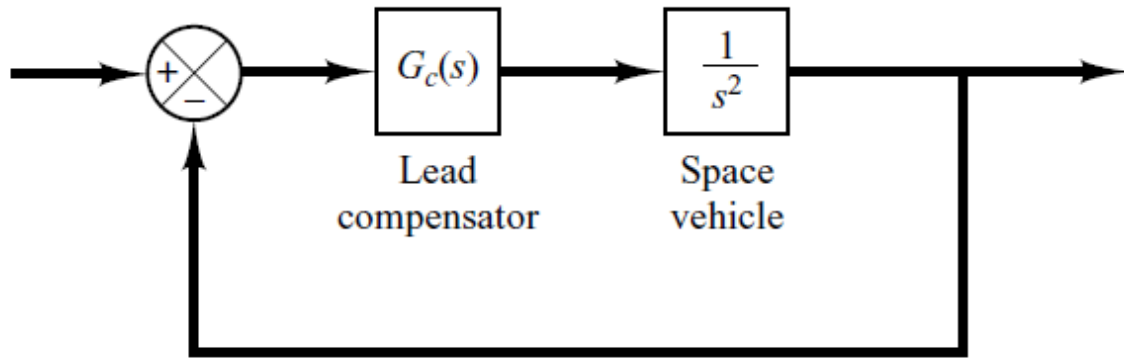 +
−
G_c(s)
1
s^2
Lead
compensator
Space
vehicle